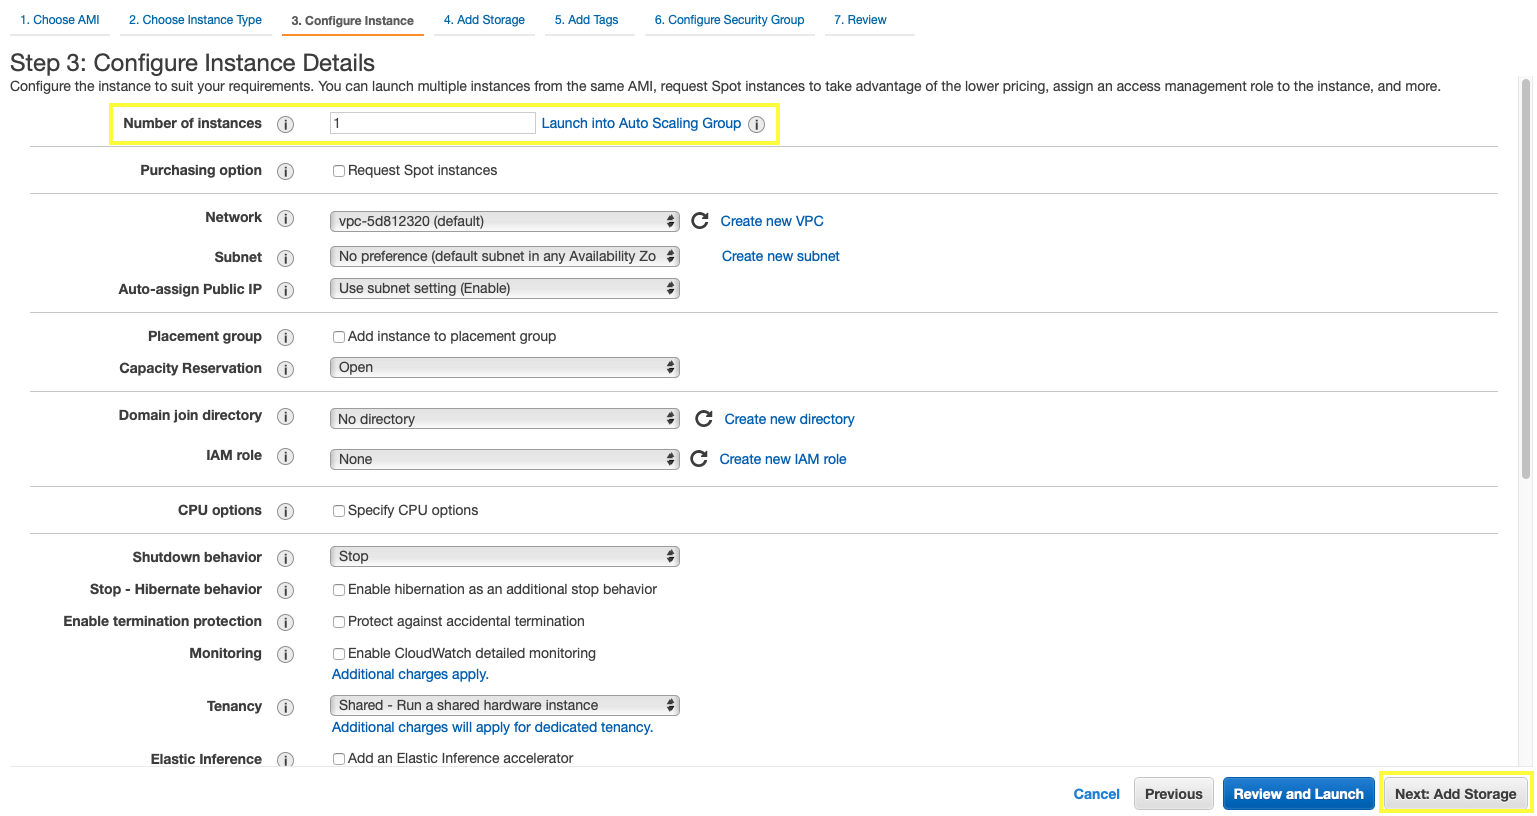 1. Choose AMI 2. Choose Instance Type 3. Configure Instance 4. Add Storage 5. Add Tags 6. Configure Security Group 7. Review
Step 3: Configure Instance Details
Configure the instance to suit your requirements. You can launch multiple instances from the same AMI, request Spot instances to take advantage of the lower pricing, assign an access management role to the instance, and more.
Number of instances i 1 Launch into Auto Scaling Group i
Purchasing option i Request Spot instances
Network i vpc-5d812320 (default) Create new VPC
Subnet i No preference (default subnet in any Availability Zo Create new subnet
Auto-assign Public IP i Use subnet setting (Enable)
Placement group i Add instance to placement group
Capacity Reservation i Open
Domain join directory i No directory Create new directory
IAM role i None Create new IAM role
CPU options i Specify CPU options
Shutdown behavior i Stop
Stop - Hibernate behavior i Enable hibernation as an additional stop behavior
Enable termination protection i Protect against accidental termination
Monitoring i Enable CloudWatch detailed monitoring
Additional charges apply.
Tenancy i Shared - Run a shared hardware instance
Additional charges will apply for dedicated tenancy.
Elastic Inference i Add an Elastic Inference accelerator
Cancel Previous Review and Launch Next: Add Storage